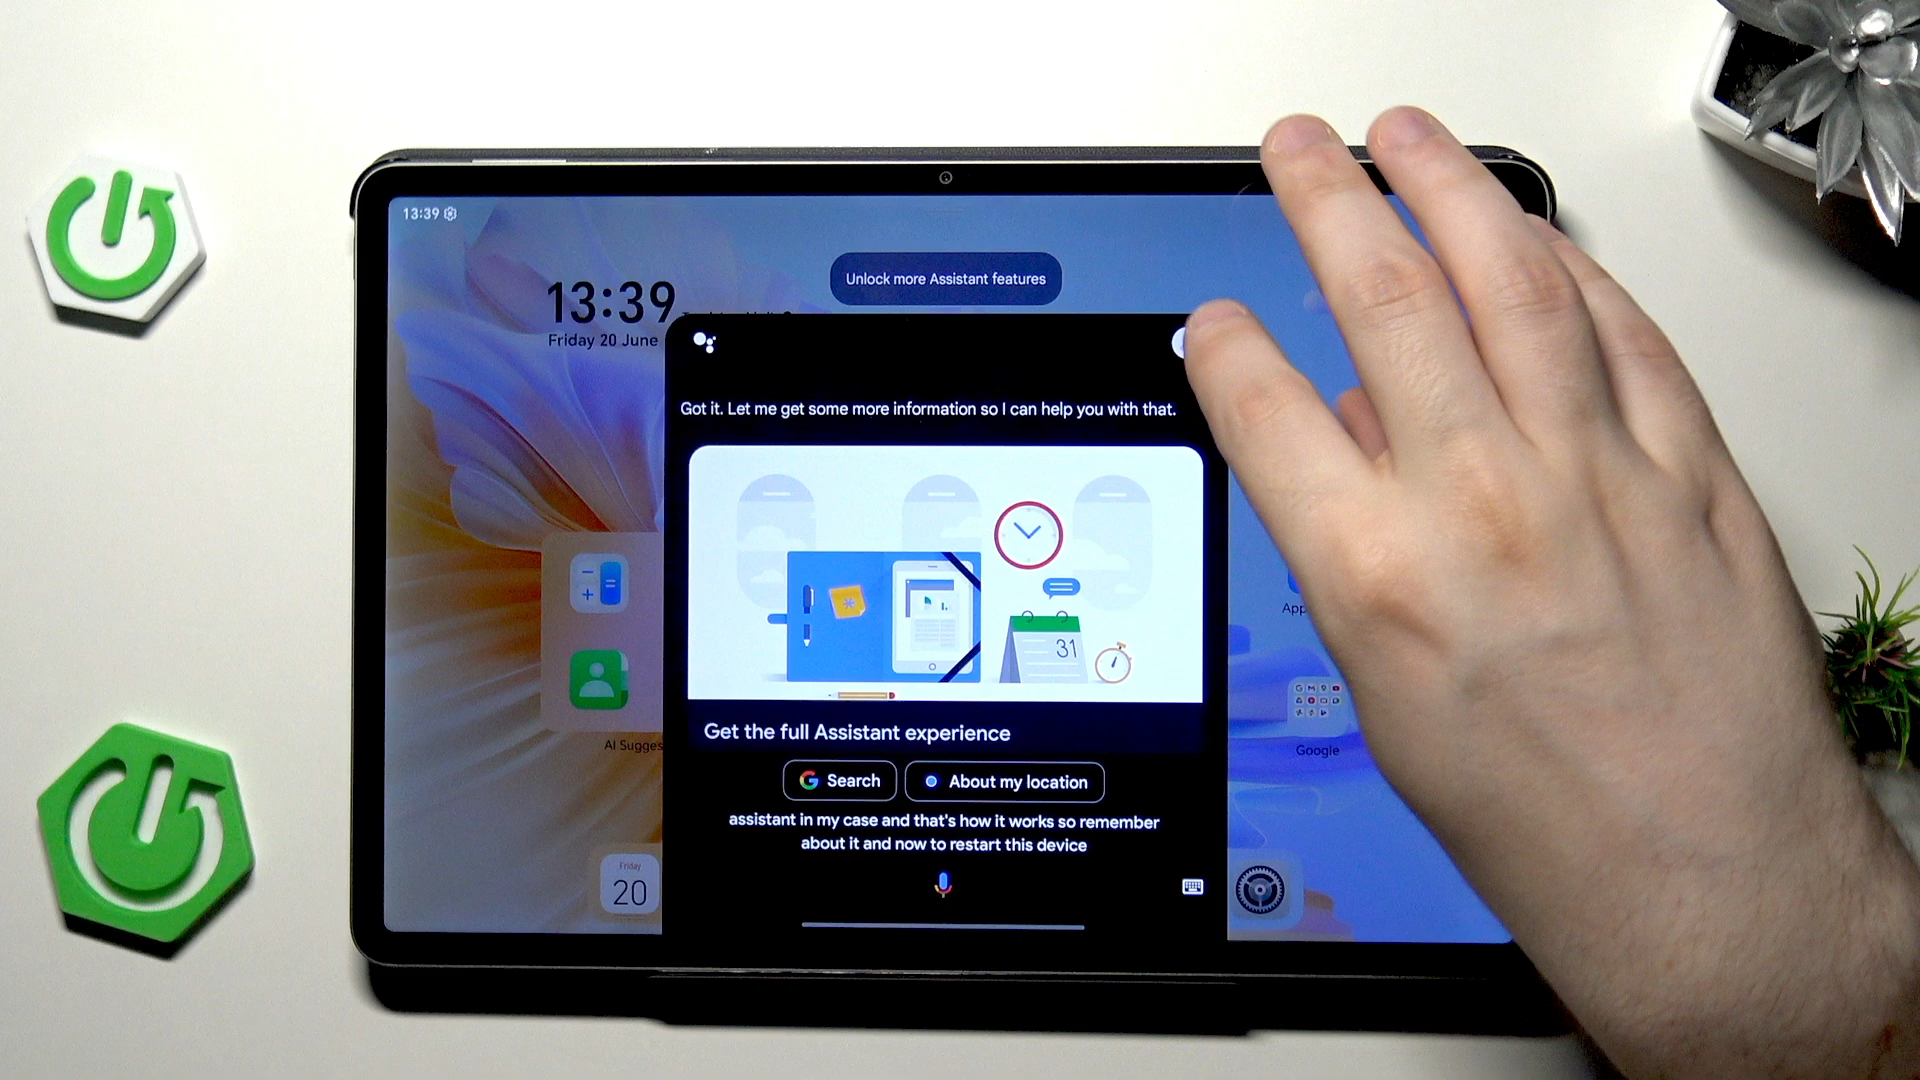 13:39
Unlock more Assistant features
13:39
Friday 20 June
Got it. Let me get some more information so I can help you with that.
31
Get the full Assistant experience
Search
About my location
assistant in my case and that's how it works so remember
about it and now to restart this device
AI Sugges
App
Google
Friday
20